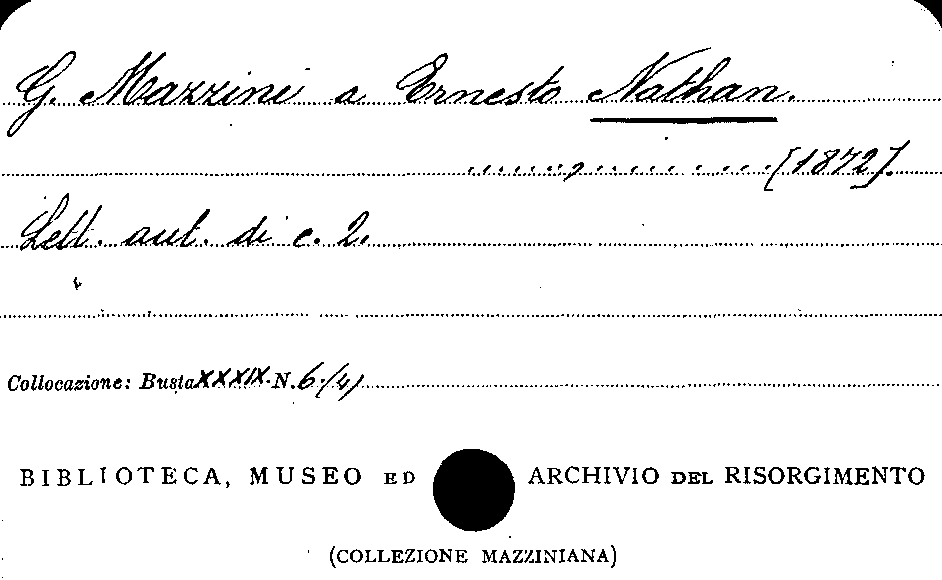 G. Mazzini a Ernesto Nathan.
........, ........ [1872].
Lett. aut. di c. 2.
Collocazione: Busta XXXIX. N. 6. (4)
BIBLIOTECA, MUSEO ED ARCHIVIO DEL RISORGIMENTO
(COLLEZIONE MAZZINIANA)